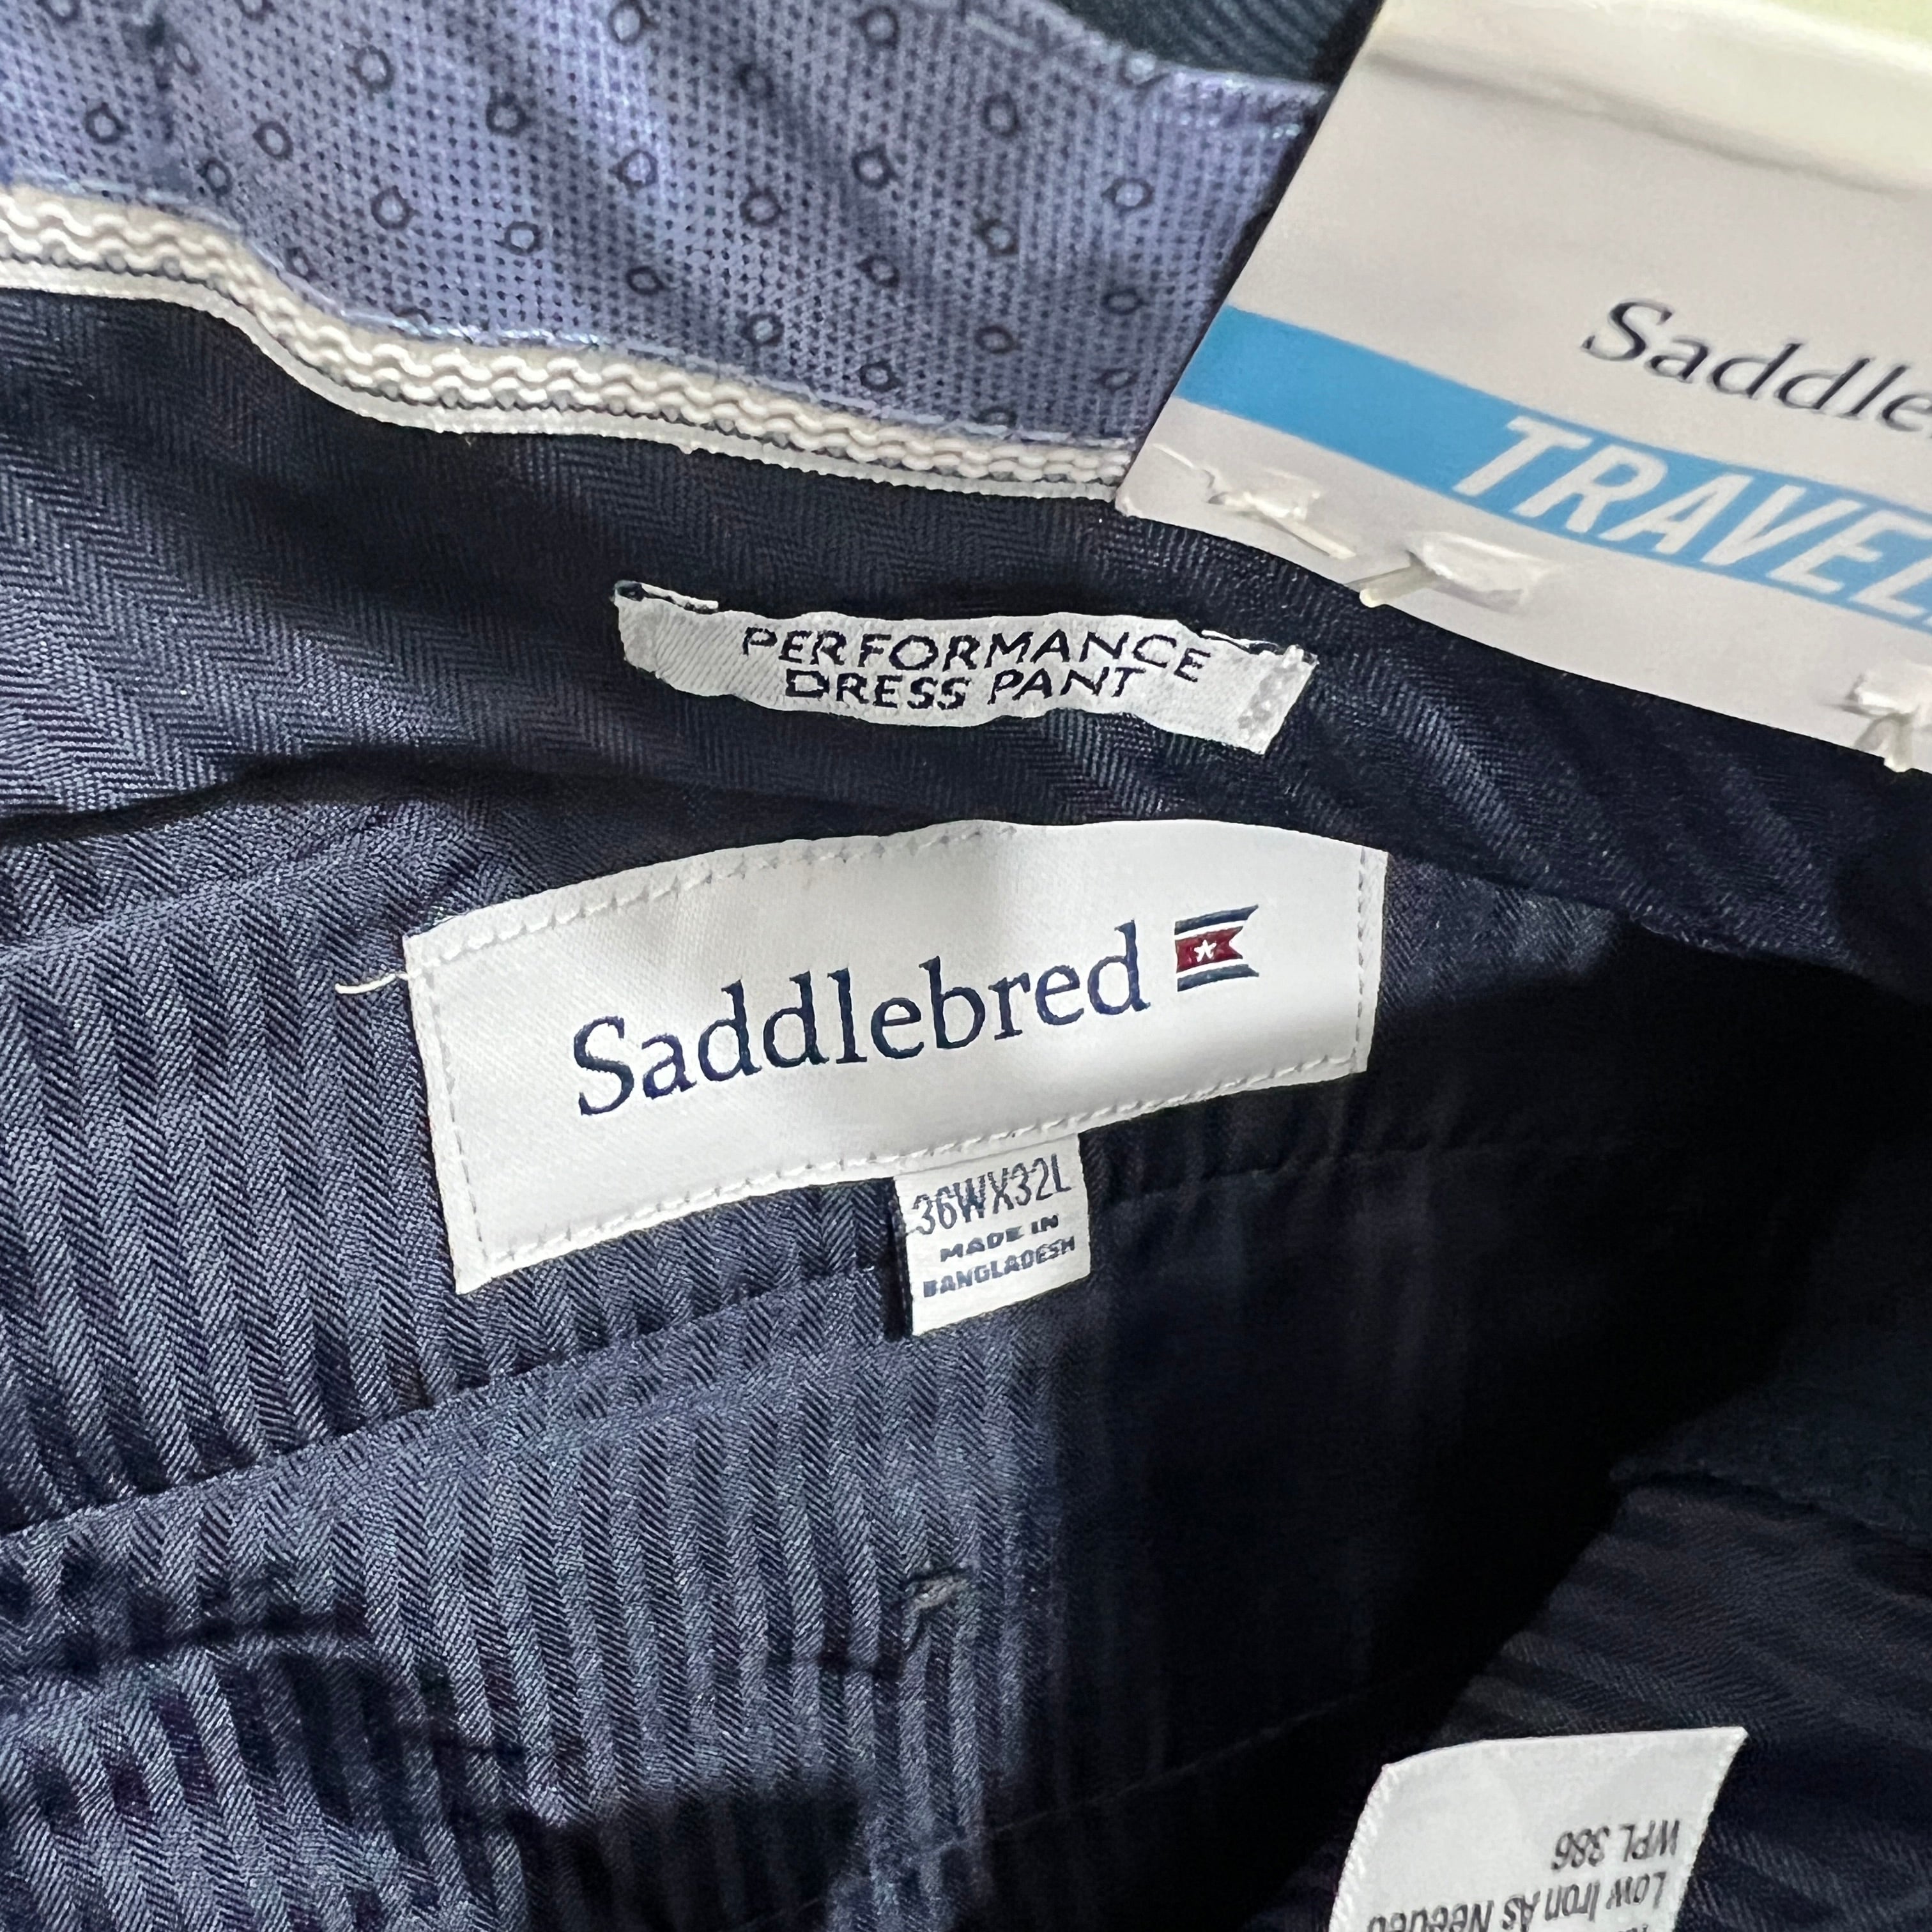 Saddle
TRAVEL
PERFORMANCE
DRESS PANT
Saddlebred
36WX32L
MADE IN
BANGLADESH
WPL 386
Low Iron As Needed